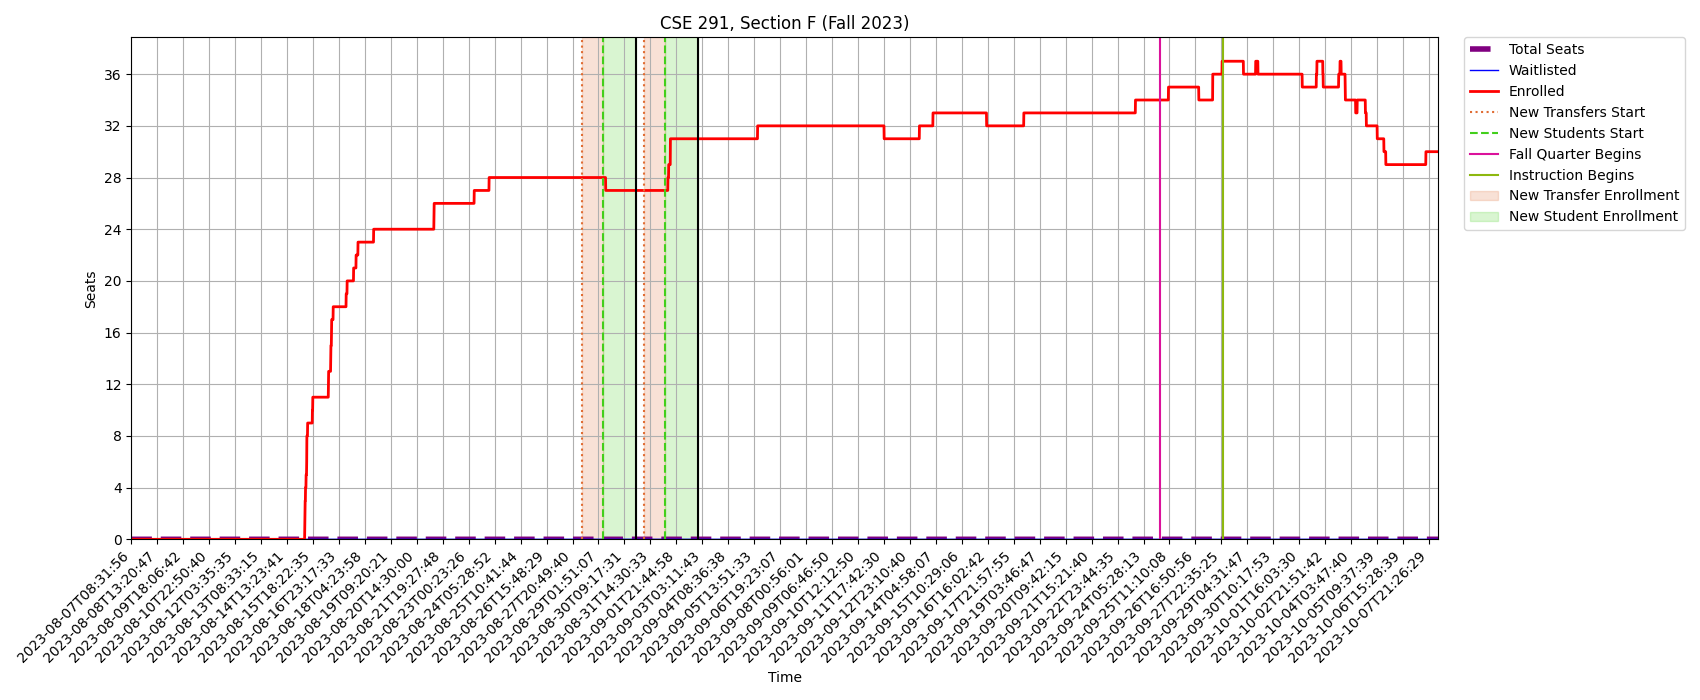 CSE 291, Section F (Fall 2023)
Total Seats
Waitlisted
Enrolled
New Transfers Start
New Students Start
Fall Quarter Begins
Instruction Begins
New Transfer Enrollment
New Student Enrollment
Seats
36
32
28
24
20
16
12
8
4
0
2023-08-07T08:31:56
2023-08-08T13:20:47
2023-08-09T18:06:42
2023-08-10T22:50:40
2023-08-12T03:35:35
2023-08-13T08:33:15
2023-08-14T13:23:41
2023-08-15T18:22:35
2023-08-16T23:17:33
2023-08-18T04:23:58
2023-08-19T09:20:21
2023-08-20T14:30:00
2023-08-21T19:27:48
2023-08-23T00:23:26
2023-08-24T05:28:52
2023-08-25T10:41:44
2023-08-26T15:48:29
2023-08-27T20:49:40
2023-08-29T01:51:07
2023-08-30T09:17:31
2023-08-31T14:30:33
2023-09-01T21:44:58
2023-09-03T03:11:43
2023-09-04T08:36:38
2023-09-05T13:51:33
2023-09-06T19:23:07
2023-09-08T00:56:01
2023-09-09T06:46:50
2023-09-10T12:12:50
2023-09-11T17:42:30
2023-09-12T23:10:40
2023-09-14T04:58:07
2023-09-15T10:29:06
2023-09-16T16:02:42
2023-09-17T21:57:55
2023-09-19T03:46:47
2023-09-20T09:42:15
2023-09-21T15:21:40
2023-09-22T23:44:35
2023-09-24T05:28:13
2023-09-25T11:10:08
2023-09-26T16:50:56
2023-09-27T22:35:25
2023-09-29T04:31:47
2023-09-30T10:17:53
2023-10-01T16:03:30
2023-10-02T21:51:42
2023-10-04T03:47:40
2023-10-05T09:37:39
2023-10-06T15:28:39
2023-10-07T21:26:29
Time